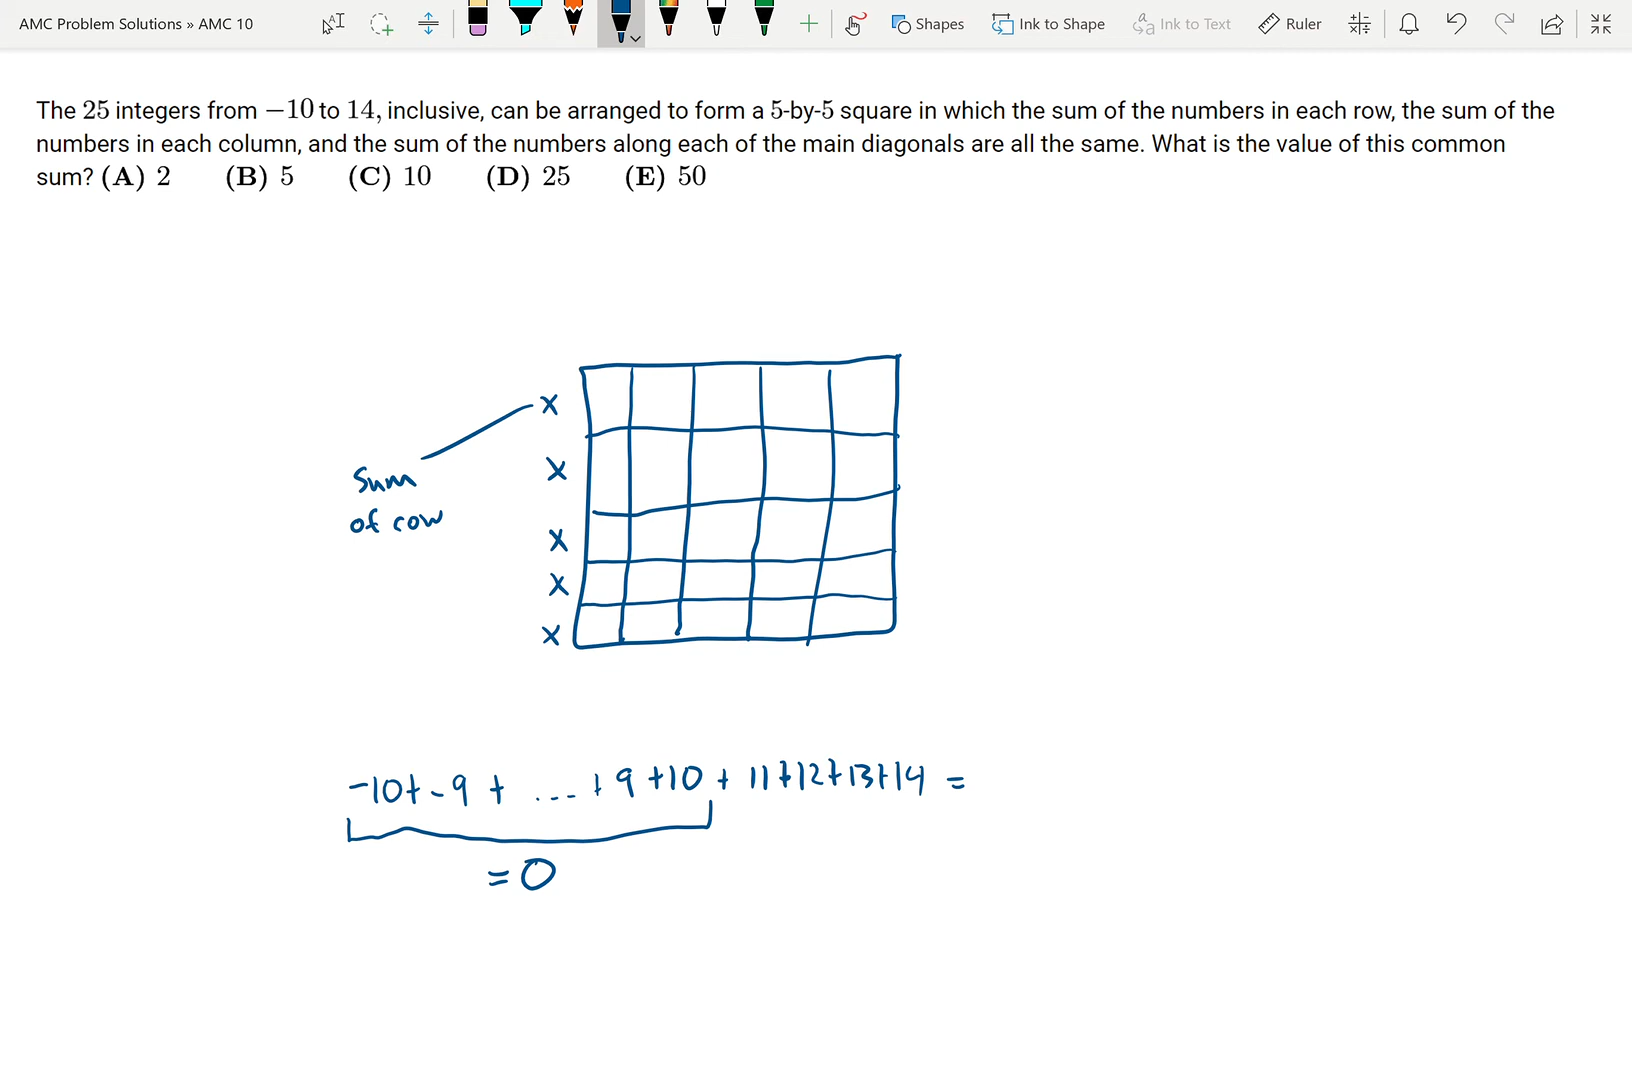 AMC Problem Solutions » AMC 10
Shapes
Ink to Shape
Ink to Text
Ruler
The 25 integers from −10 to 14, inclusive, can be arranged to form a 5-by-5 square in which the sum of the numbers in each row, the sum of the
numbers in each column, and the sum of the numbers along each of the main diagonals are all the same. What is the value of this common
sum? (A) 2 (B) 5 (C) 10 (D) 25 (E) 50
x
x
Sum
of row
x
x
x
-10+-9+ ... +9+10+11+12+13+14=
=0